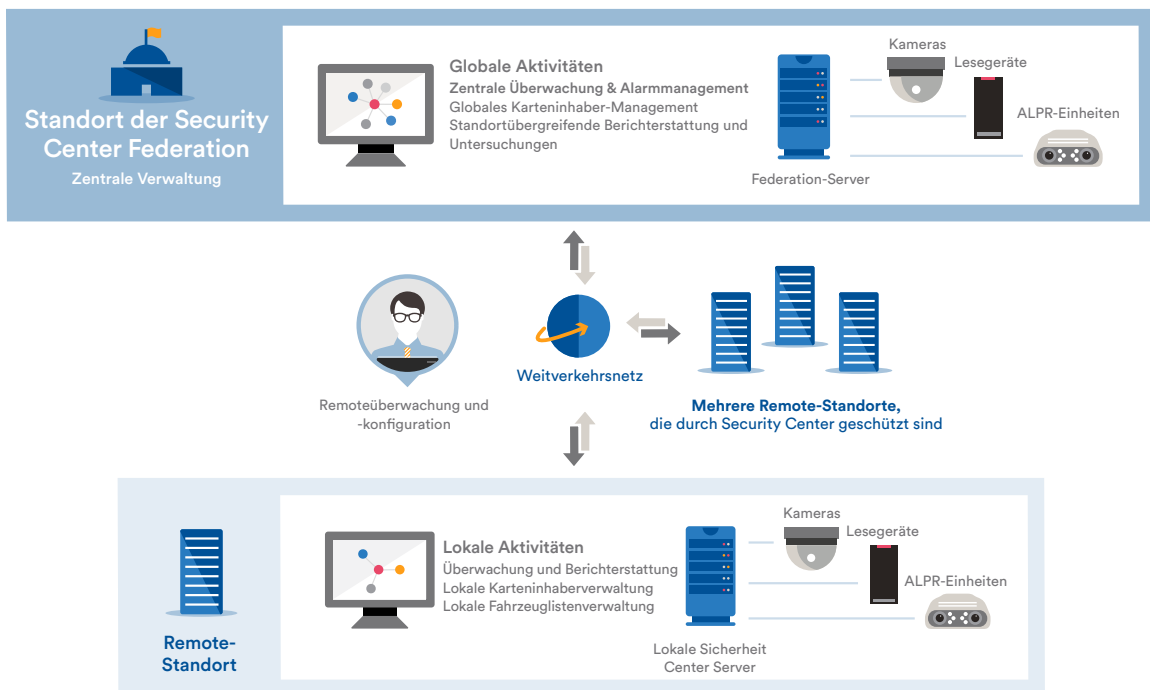 Standort der Security
Center Federation
Zentrale Verwaltung
Globale Aktivitäten
Zentrale Überwachung & Alarmmanagement
Globales Karteninhaber-Management
Standortübergreifende Berichterstattung und
Untersuchungen
Federation-Server
Kameras
Lesegeräte
ALPR-Einheiten
Remoteüberwachung und
-konfiguration
Weitverkehrsnetz
Mehrere Remote-Standorte,
die durch Security Center geschützt sind
Remote-
Standort
Lokale Aktivitäten
Überwachung und Berichterstattung
Lokale Karteninhaberverwaltung
Lokale Fahrzeuglistenverwaltung
Lokale Sicherheit
Center Server
Kameras
Lesegeräte
ALPR-Einheiten